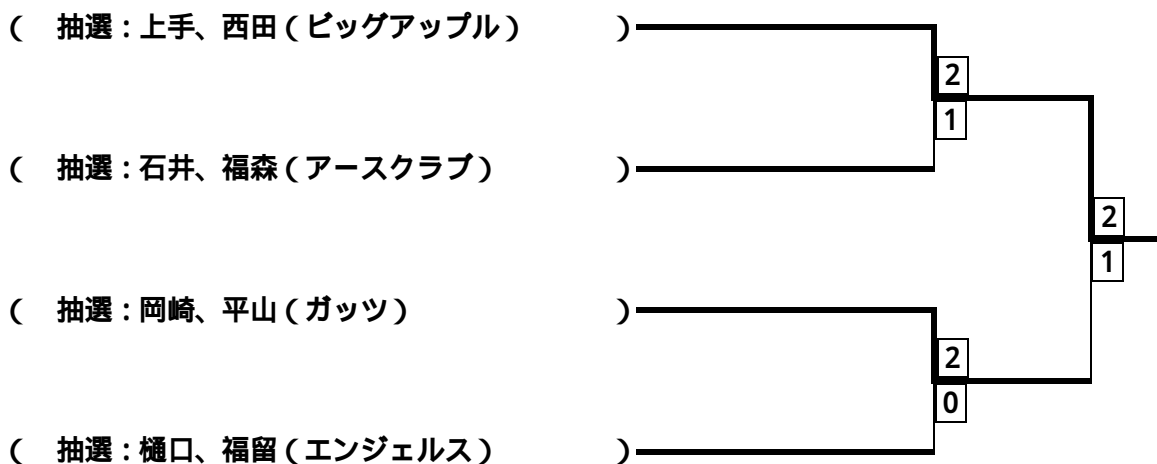 ( 抽選:上手、西田(ビッグアップル) )
2
1
( 抽選:石井、福森(アースクラブ) )
2
1
( 抽選:岡崎、平山(ガッツ) )
2
0
( 抽選:樋口、福留(エンジェルス) )